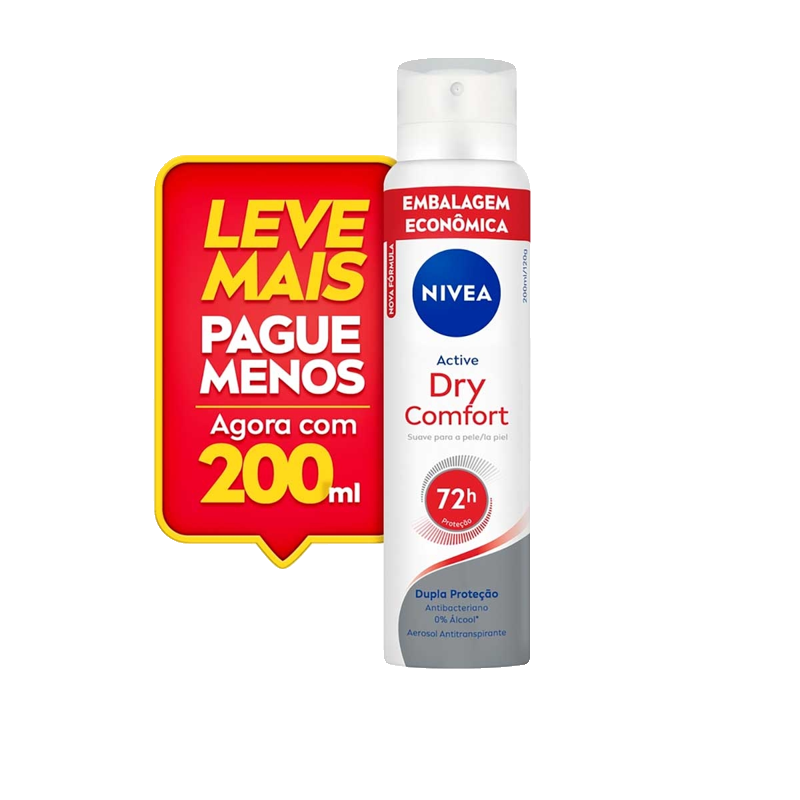 LEVE
MAIS
PAGUE
MENOS
Agora com
200ml
EMBALAGEM
ECONÔMICA
NOVA FÓRMULA
200ml/120g
NIVEA
Active
Dry
Comfort
Suave para a pele/la piel
72h
Proteção
Dupla Proteção
Antibacteriano
0% Álcool*
Aerosol Antitranspirante